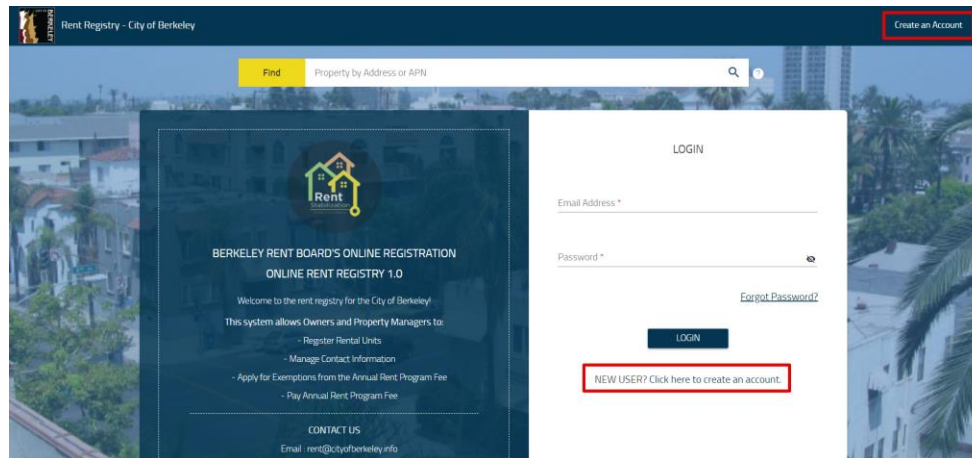 BERKELEY
Rent Registry - City of Berkeley
Create an Account
Find
Property by Address or APN
?
Rent
Stabilization
BERKELEY RENT BOARD'S ONLINE REGISTRATION
ONLINE RENT REGISTRY 1.0
Welcome to the rent registry for the City of Berkeley!
This system allows Owners and Property Managers to:
- Register Rental Units
- Manage Contact Information
- Apply for Exemptions from the Annual Rent Program Fee
- Pay Annual Rent Program Fee
CONTACT US
Email : rent@cityofberkeley.info
LOGIN
Email Address *
Password *
Forgot Password?
LOGIN
NEW USER? Click here to create an account.